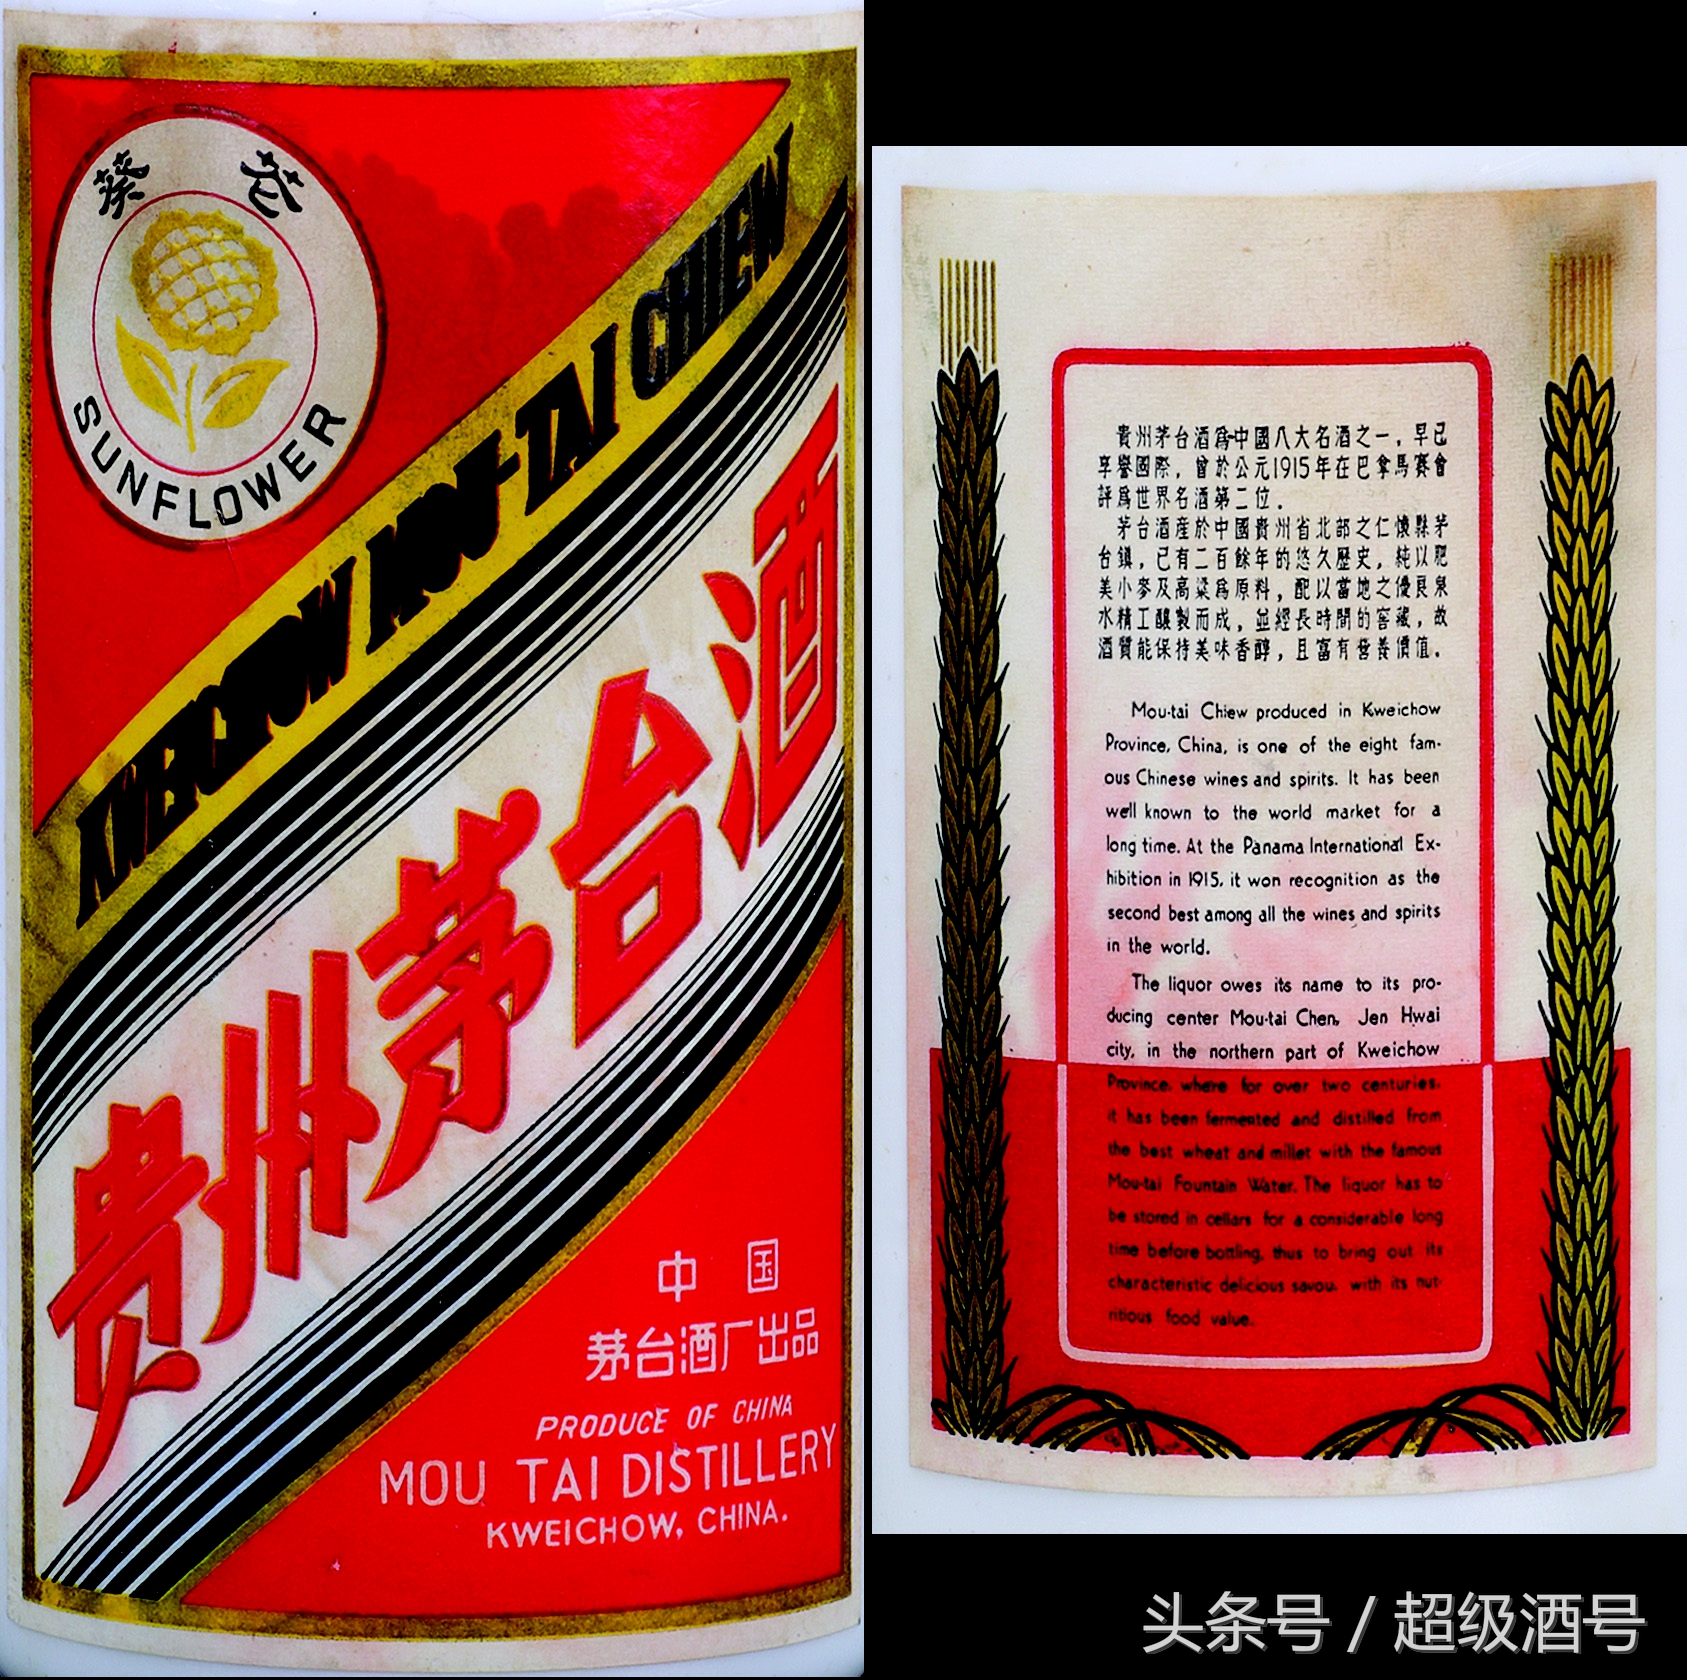 葵花
SUNFLOWER
KWEICHOW MOU-TAI CHIEW
贵州茅台酒
中国
茅台酒厂出品
PRODUCE OF CHINA
MOU TAI DISTILLERY
KWEICHOW, CHINA.
貴州茅台酒爲中國八大名酒之一，早已
享譽國際，曾於公元1915年在巴拿馬賽會
評爲世界名酒第二位．
茅台酒産於中國貴州省北部之仁懷縣茅
台鎮，已有二百餘年的悠久歷史，純以肥
美小麥及高粱爲原料，配以當地之優良泉
水精工釀製而成，並經長時間的窖藏，故
酒質能保持美味香醇，且富有營養價值．
Mou-tai Chiew produced in Kweichow
Province, China, is one of the eight fam-
ous Chinese wines and spirits. It has been
well known to the world market for a
long time. At the Panama International Ex-
hibition in 1915, it won recognition as the
second best among all the wines and spirits
in the world.
The liquor owes its name to its pro-
ducing center Mou-tai Chen, Jen Hwai
city, in the northern part of Kweichow
Province, where for over two centuries,
it has been fermented and distilled from
the best wheat and millet with the famous
Mou-tai Fountain Water. The liquor has to
be stored in cellars for a considerable long
time before bottling, thus to bring out its
characteristic delicious savou, with its nut-
ritious food value.
头条号 / 超级酒号